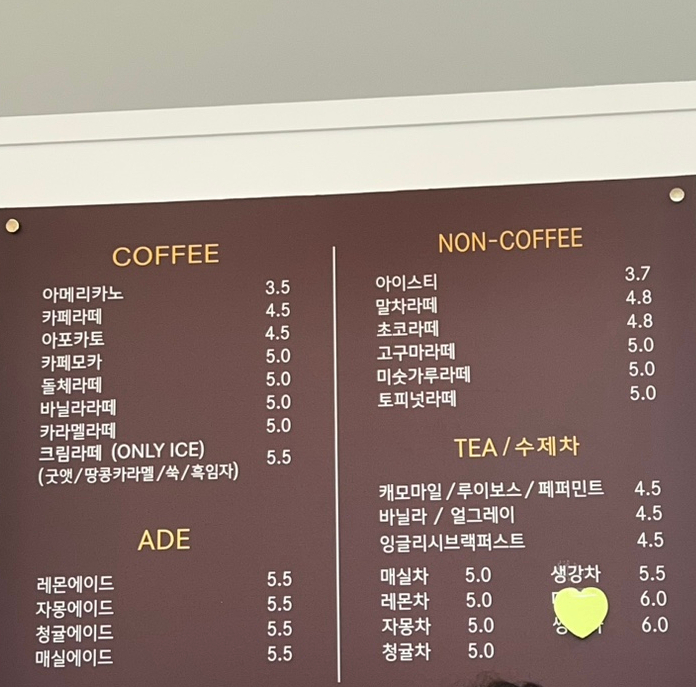 COFFEE
아메리카노 3.5
카페라떼 4.5
아포카토 4.5
카페모카 5.0
돌체라떼 5.0
바닐라라떼 5.0
카라멜라떼 5.0
크림라떼 (ONLY ICE) 5.5
(굿앳/땅콩카라멜/쑥/흑임자)
ADE
레몬에이드 5.5
자몽에이드 5.5
청귤에이드 5.5
매실에이드 5.5
NON-COFFEE
아이스티 3.7
말차라떼 4.8
초코라떼 4.8
고구마라떼 5.0
미숫가루라떼 5.0
토피넛라떼 5.0
TEA / 수제차
캐모마일 / 루이보스 / 페퍼민트 4.5
바닐라 / 얼그레이 4.5
잉글리시브랙퍼스트 4.5
매실차 5.0 생강차 5.5
레몬차 5.0 6.0
자몽차 5.0 6.0
청귤차 5.0